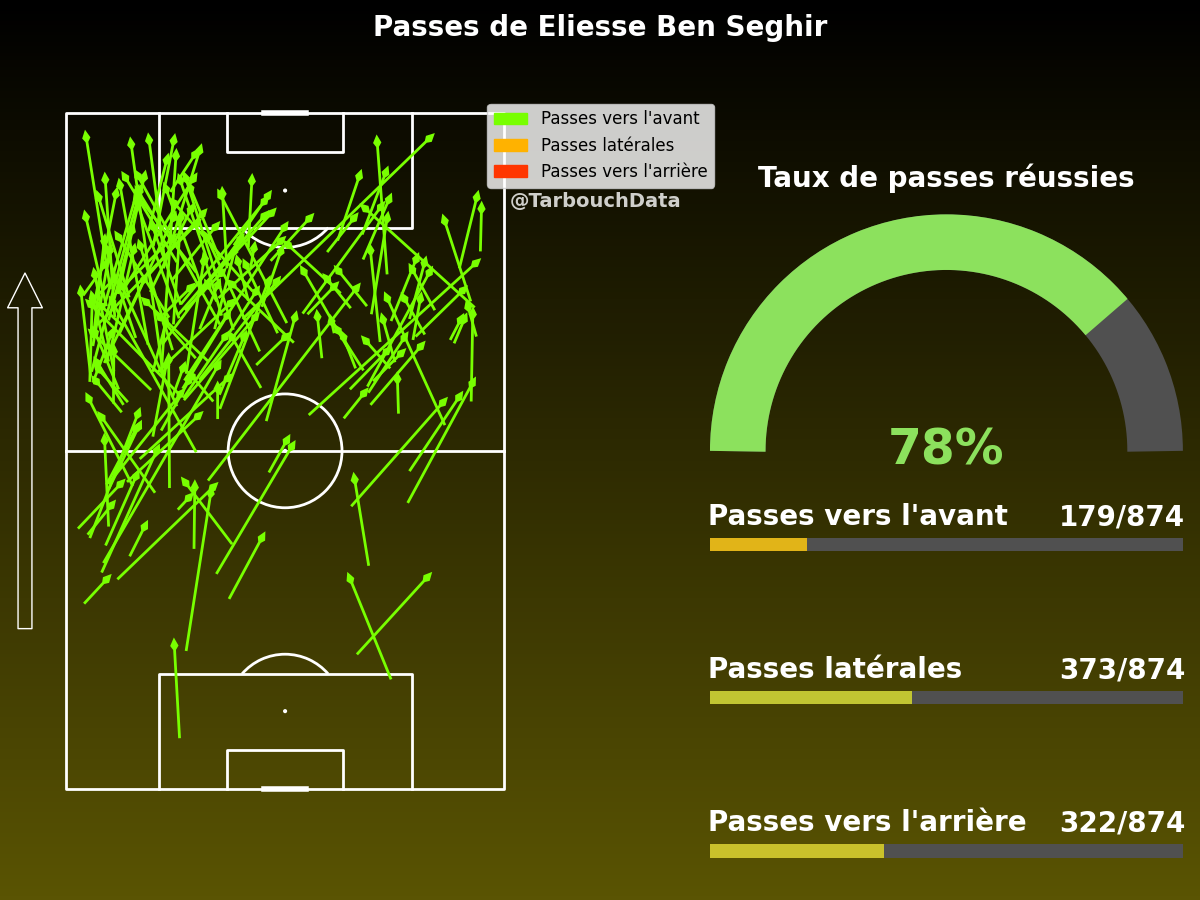 Passes de Eliesse Ben Seghir
Passes vers l'avant
Passes latérales
Passes vers l'arrière
@TarbouchData
Taux de passes réussies
78%
Passes vers l'avant 179/874
Passes latérales 373/874
Passes vers l'arrière 322/874